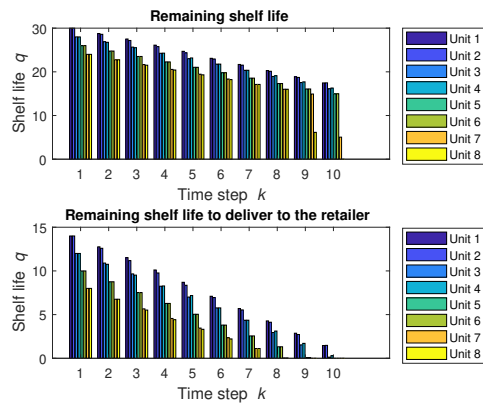 Remaining shelf life
30
20
10
0
Shelf life q
1 2 3 4 5 6 7 8 9 10
Time step k
Unit 1
Unit 2
Unit 3
Unit 4
Unit 5
Unit 6
Unit 7
Unit 8
Remaining shelf life to deliver to the retailer
15
10
5
0
Shelf life q
1 2 3 4 5 6 7 8 9 10
Time step k
Unit 1
Unit 2
Unit 3
Unit 4
Unit 5
Unit 6
Unit 7
Unit 8